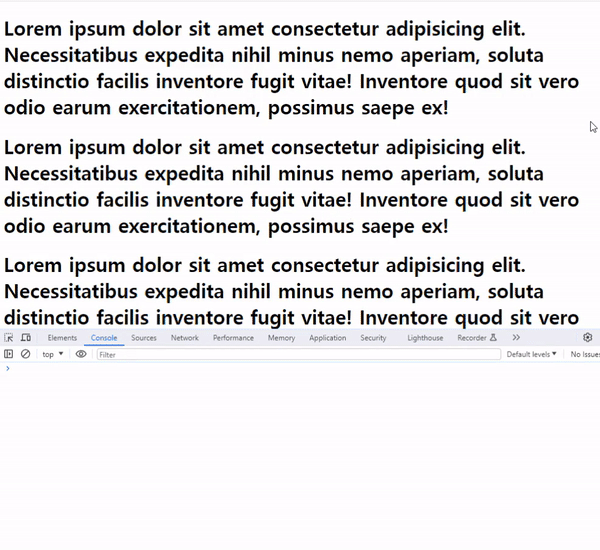 Lorem ipsum dolor sit amet consectetur adipisicing elit.
Necessitatibus expedita nihil minus nemo aperiam, soluta
distinctio facilis inventore fugit vitae! Inventore quod sit vero
odio earum exercitationem, possimus saepe ex!
Lorem ipsum dolor sit amet consectetur adipisicing elit.
Necessitatibus expedita nihil minus nemo aperiam, soluta
distinctio facilis inventore fugit vitae! Inventore quod sit vero
odio earum exercitationem, possimus saepe ex!
Lorem ipsum dolor sit amet consectetur adipisicing elit.
Necessitatibus expedita nihil minus nemo aperiam, soluta
distinctio facilis inventore fugit vitae! Inventore quod sit vero
Elements Console Sources Network Performance Memory Application Security Lighthouse Recorder
top Filter Default levels No Issues